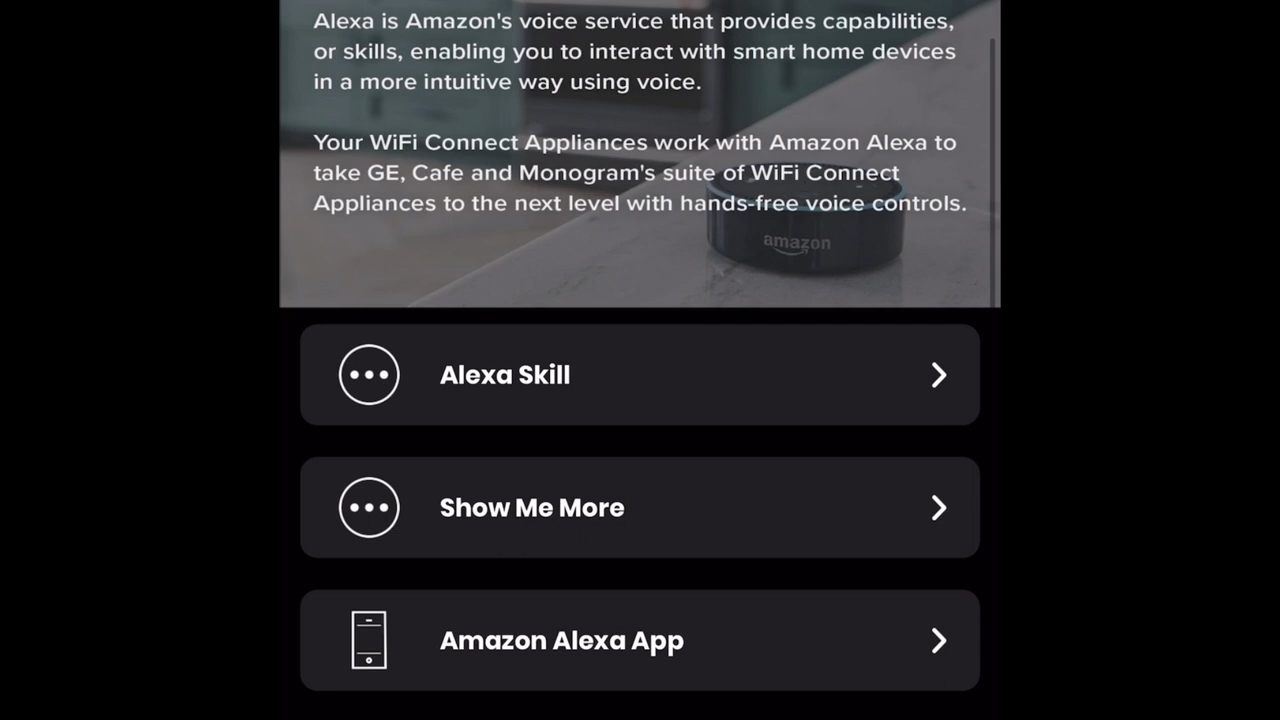 Alexa is Amazon's voice service that provides capabilities,
or skills, enabling you to interact with smart home devices
in a more intuitive way using voice.
Your WiFi Connect Appliances work with Amazon Alexa to
take GE, Cafe and Monogram's suite of WiFi Connect
Appliances to the next level with hands-free voice controls.
amazon
Alexa Skill
Show Me More
Amazon Alexa App